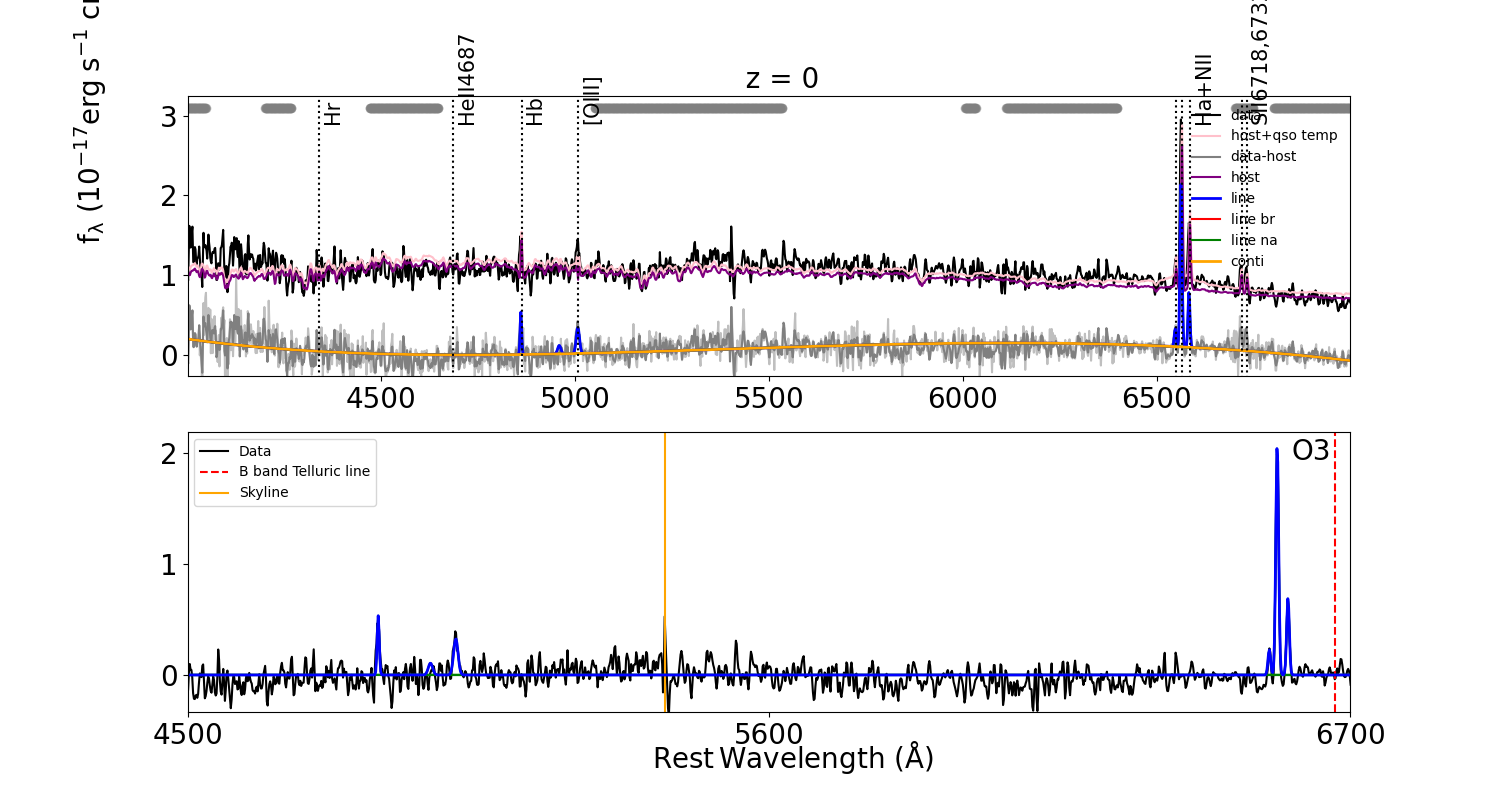 z = 0
f_λ (10^−17 erg s^−1 c
3
2
1
0
Hr
HeII4687
Hb
[OIII]
Ha+NII
SII6718,673
data
host+qso temp
data-host
host
line
line br
line na
conti
4500 5000 5500 6000 6500
2
1
0
Data
B band Telluric line
Skyline
O3
4500 5600 6700
Rest Wavelength (Å)